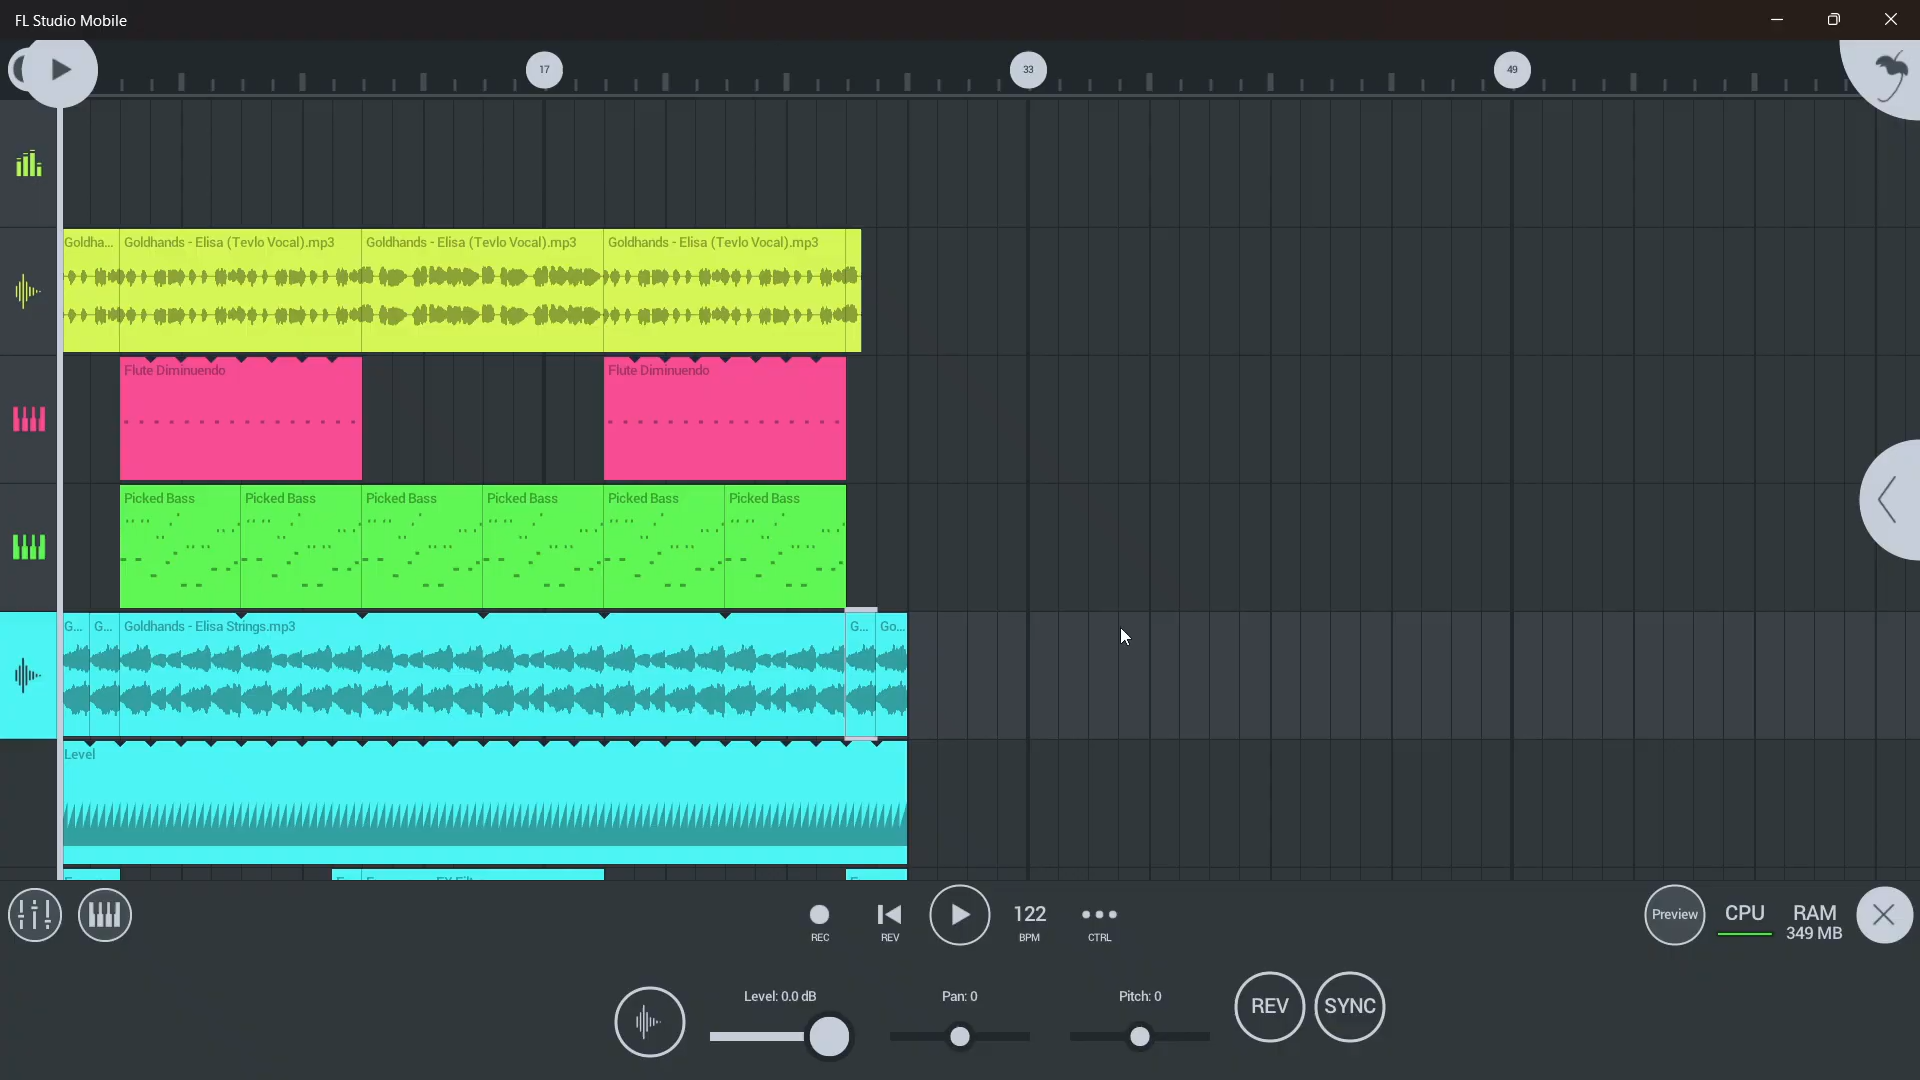 FL Studio Mobile
17 33 49
Goldha... Goldhands - Elisa (Tevlo Vocal).mp3 Goldhands - Elisa (Tevlo Vocal).mp3 Goldhands - Elisa (Tevlo Vocal).mp3
Flute Diminuendo Flute Diminuendo
Picked Bass Picked Bass Picked Bass Picked Bass Picked Bass Picked Bass
G... G... Goldhands - Elisa Strings.mp3 G... Go...
Level
122
REC REV BPM CTRL
Preview CPU RAM
349 MB
Level: 0.0 dB Pan: 0 Pitch: 0
REV SYNC